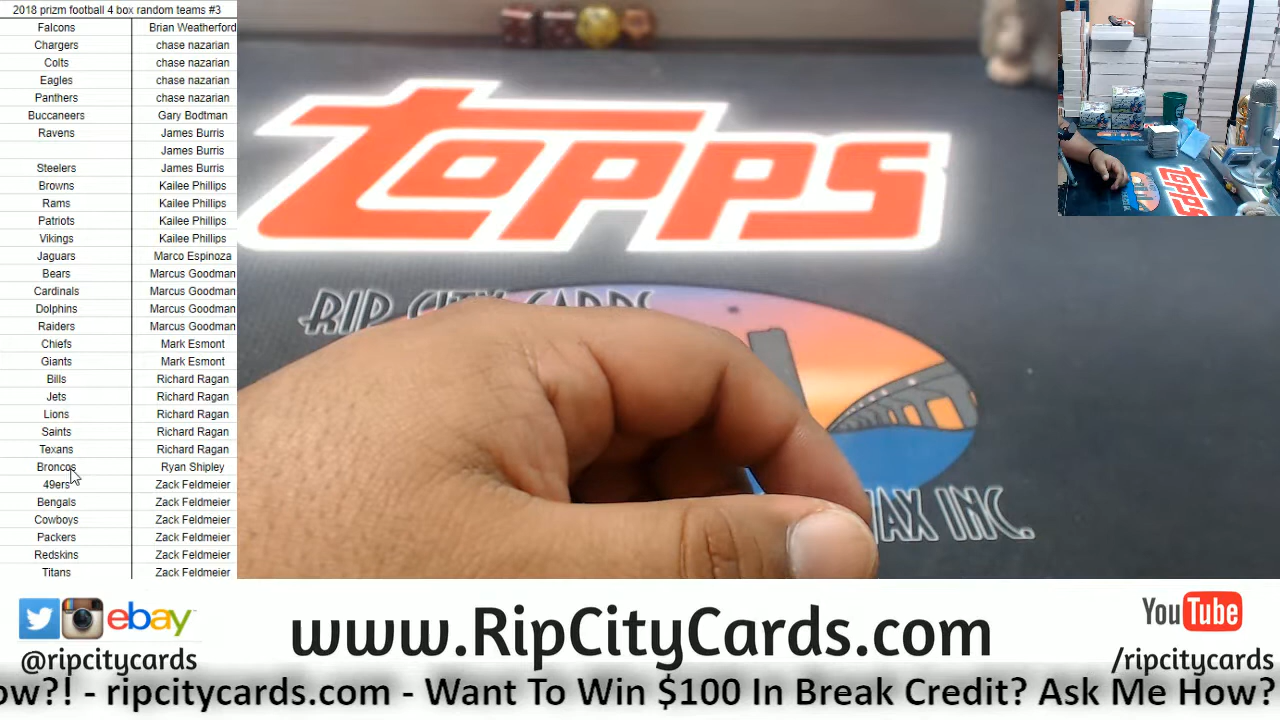 2018 prizm football 4 box random teams #3
Falcons Brian Weatherford
Chargers chase nazarian
Colts chase nazarian
Eagles chase nazarian
Panthers chase nazarian
Buccaneers Gary Bodtman
Ravens James Burris
James Burris
Steelers James Burris
Browns Kailee Phillips
Rams Kailee Phillips
Patriots Kailee Phillips
Vikings Kailee Phillips
Jaguars Marco Espinoza
Bears Marcus Goodman
Cardinals Marcus Goodman
Dolphins Marcus Goodman
Raiders Marcus Goodman
Chiefs Mark Esmont
Giants Mark Esmont
Bills Richard Ragan
Jets Richard Ragan
Lions Richard Ragan
Saints Richard Ragan
Texans Richard Ragan
Broncos Ryan Shipley
49ers Zack Feldmeier
Bengals Zack Feldmeier
Cowboys Zack Feldmeier
Packers Zack Feldmeier
Redskins Zack Feldmeier
Titans Zack Feldmeier
Topps
RIP CITY CARDS
INC.
Topps
ebay
@ripcitycards
www.RipCityCards.com
YouTube
/ripcitycards
ow?! - ripcitycards.com - Want To Win $100 In Break Credit? Ask Me How?